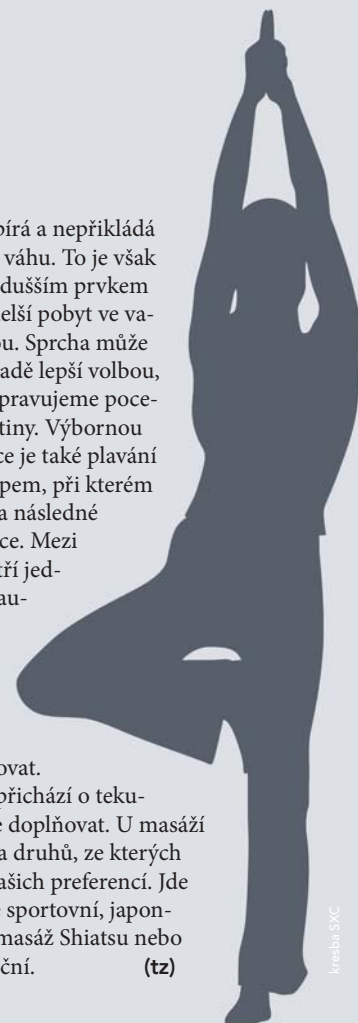 bírá a nepřikládá
váhu. To je však
dušším prvkem
elší pobyt ve va-
ou. Sprcha může
adě lepší volbou,
pravujeme poce-
tiny. Výbornou
ce je také plavání
pem, při kterém
a následné
ce. Mezi
tří jed-
au-
ovat.
přichází o teku-
e doplňovat. U masáží
a druhů, ze kterých
ašich preferencí. Jde
e sportovní, japon-
masáž Shiatsu nebo
ční. (tz)
kresba SXC